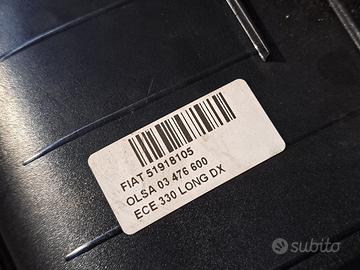 FIAT 51918105
OLSA 03 476 600
ECE 330 LONG DX
subito